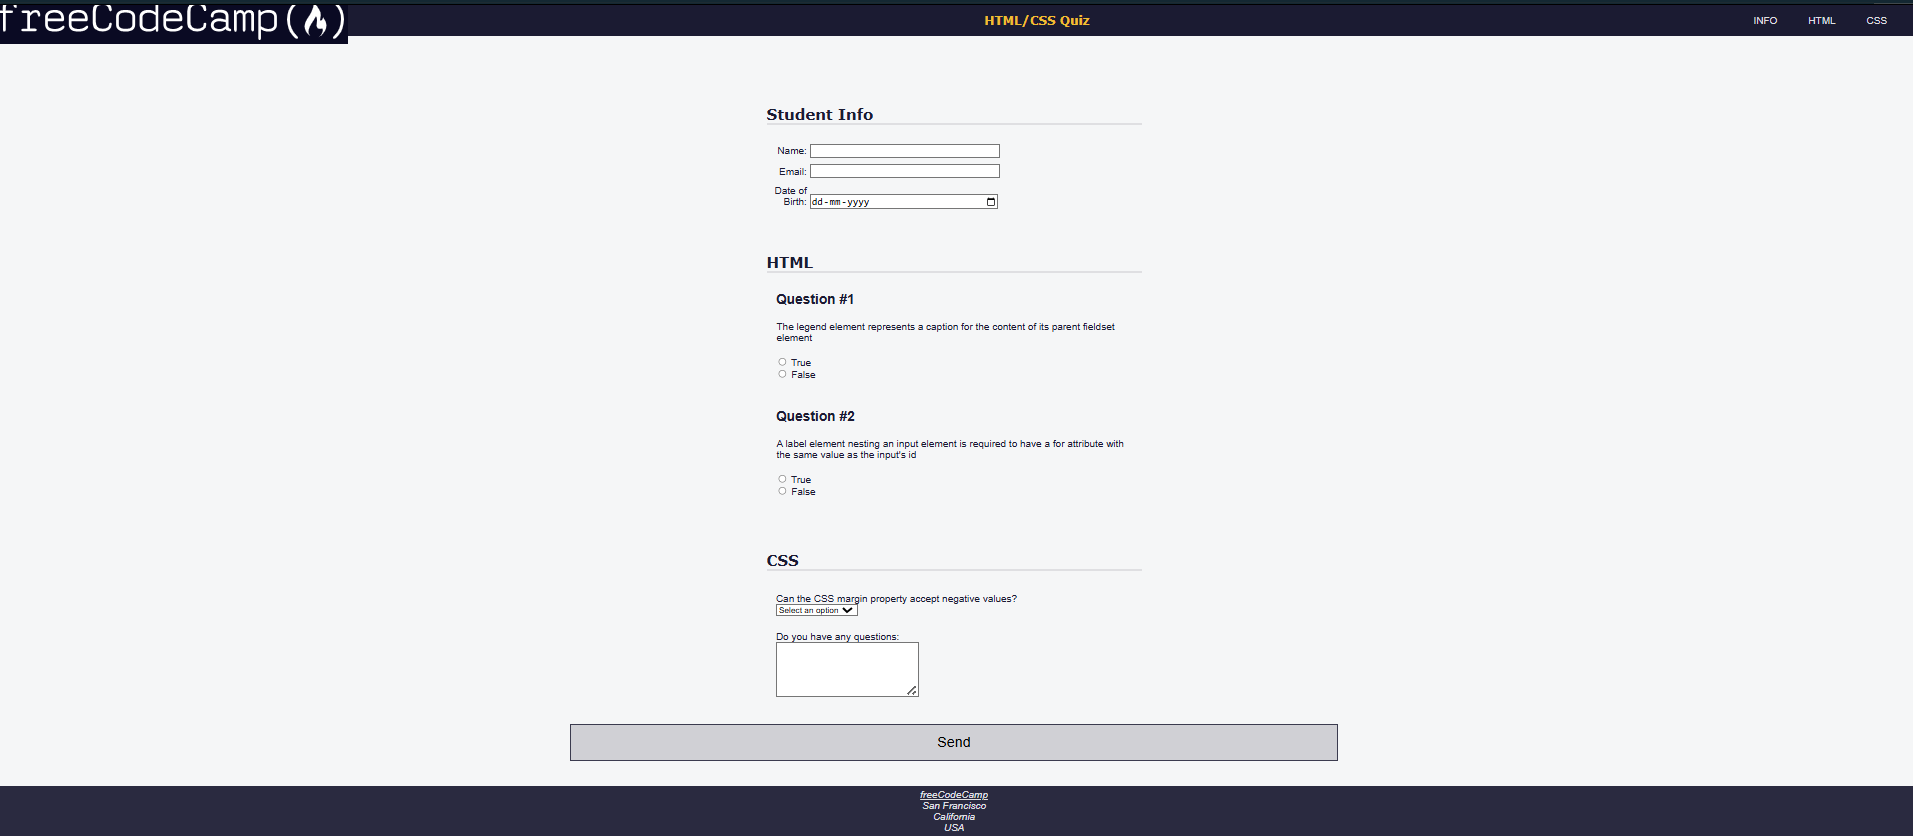 freeCodeCamp
HTML/CSS Quiz
INFO
HTML
CSS
Student Info
Name:
Email:
Date of
Birth:
dd-mm-yyyy
HTML
Question #1
The legend element represents a caption for the content of its parent fieldset
element
True
False
Question #2
A label element nesting an input element is required to have a for attribute with
the same value as the input's id
True
False
CSS
Can the CSS margin property accept negative values?
Select an option
Do you have any questions:
Send
freeCodeCamp
San Francisco
California
USA